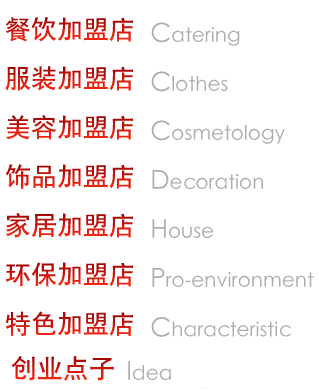 餐饮加盟店 Catering
服装加盟店 Clothes
美容加盟店 Cosmetology
饰品加盟店 Decoration
家居加盟店 House
环保加盟店 Pro-environment
特色加盟店 Characteristic
创业点子 Idea